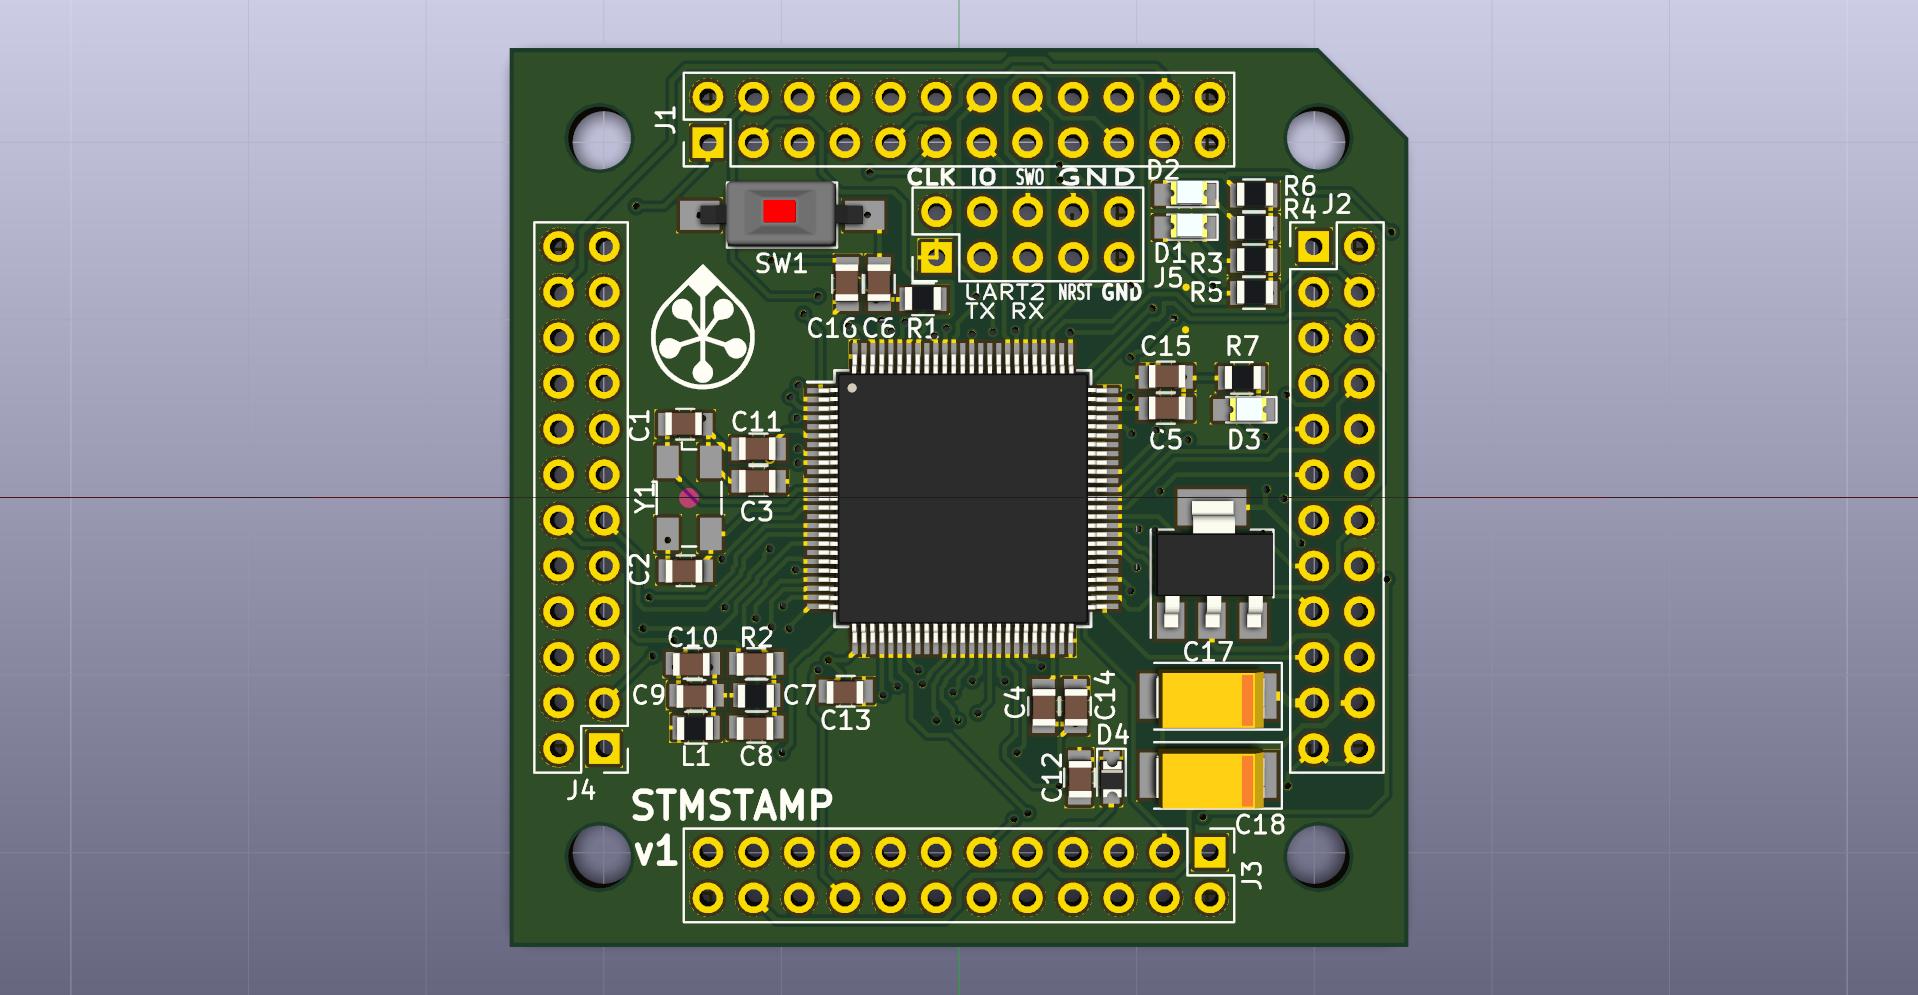 J1
CLK IO SWO GND
D2
R6
R4
J2
SW1
D1
R3
J5
R5
UART2 NRST GND
TX RX
C16 C6 R1
C15 R7
C1
C11
C5 D3
Y1
C3
C2
C10 R2
C17
C9
C7
C4
C14
C13
D4
L1 C8
C12
J4
STMSTAMP
C18
v1
J3